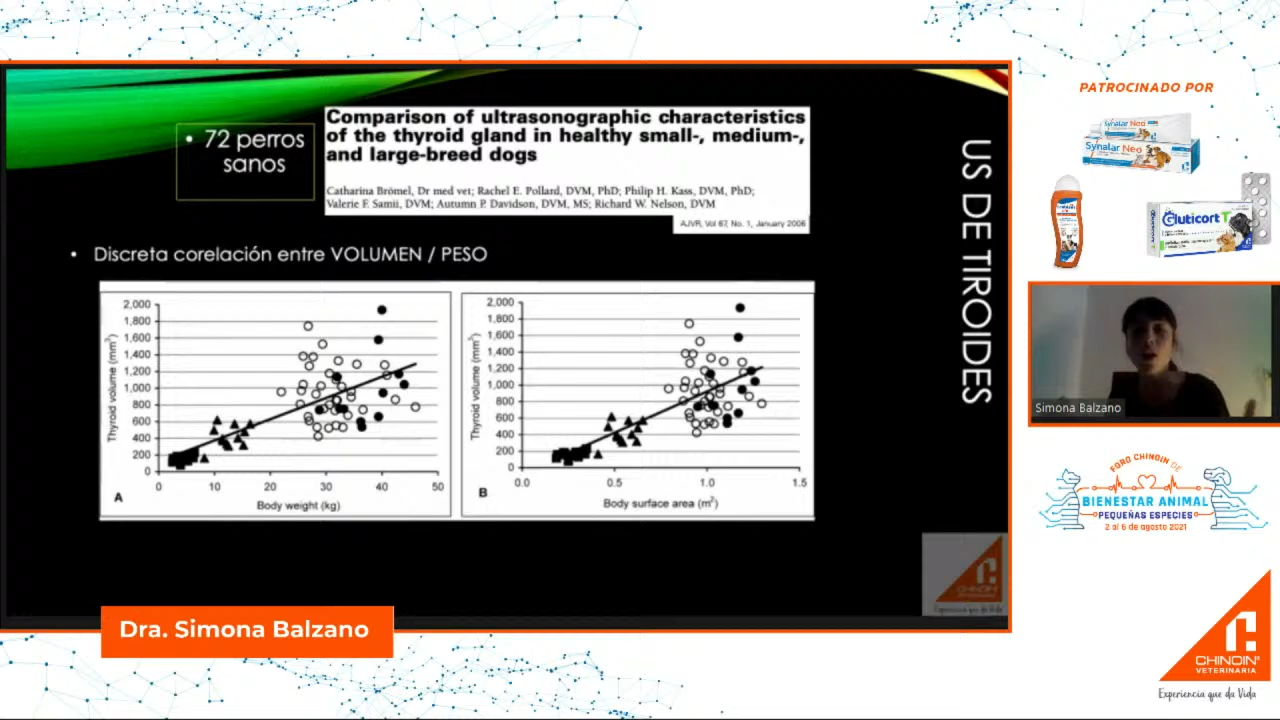 • 72 perros
sanos
Comparison of ultrasonographic characteristics
of the thyroid gland in healthy small-, medium-,
and large-breed dogs
Catharina Brömel, Dr med vet; Rachel E. Pollard, DVM, PhD; Philip H. Kass, DVM, PhD;
Valerie F. Samii, DVM; Autumn P. Davidson, DVM, MS; Richard W. Nelson, DVM
AJVR, Vol 67, No. 1, January 2006
US DE TIROIDES
• Discreta corelación entre VOLUMEN / PESO
Thyroid volume (mm³)
2,000
1,800
1,600
1,400
1,200
1,000
800
600
400
200
0
0 10 20 30 40 50
A
Body weight (kg)
Thyroid volume (mm³)
2,000
1,800
1,600
1,400
1,200
1,000
800
600
400
200
0
0.0 0.5 1.0 1.5
B
Body surface area (m²)
CHINOIN
Experiencia que da Vida
Dra. Simona Balzano
PATROCINADO POR
Synalar Neo
Synalar Neo
Gluticort T
Simona Balzano
FORO CHINOIN DE
BIENESTAR ANIMAL
PEQUEÑAS ESPECIES
2 al 6 de agosto 2021
CHINOIN
VETERINARIA
Experiencia que da Vida